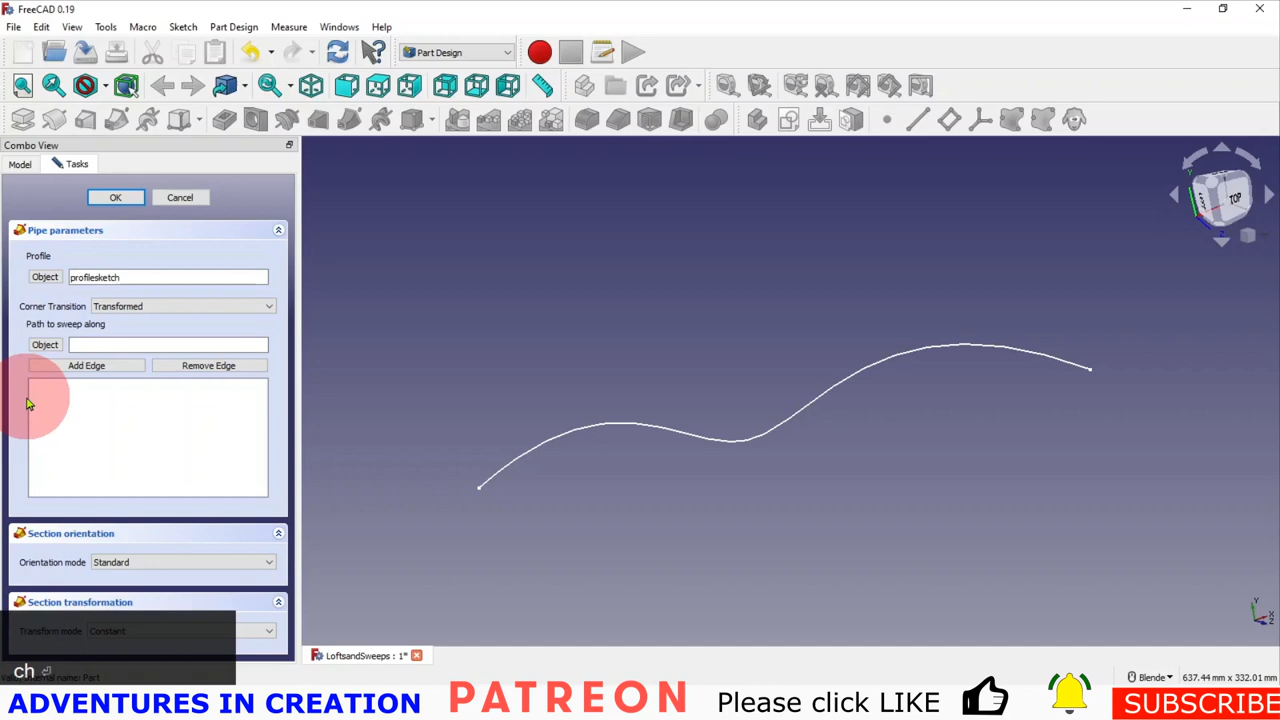 FreeCAD 0.19
File Edit View Tools Macro Sketch Part Design Measure Windows Help
Part Design
Combo View
Model Tasks
OK Cancel
Pipe parameters
Profile
Object profilesketch
Corner Transition Transformed
Path to sweep along
Object
Add Edge Remove Edge
Section orientation
Orientation mode Standard
Section transformation
Transform mode Constant
ch
TOP
Y
Z
Y
X
Z
LoftsandSweeps : 1*
Blender 637.44 mm x 332.01 mm
ADVENTURES IN CREATION PATREON Please click LIKE SUBSCRIBE